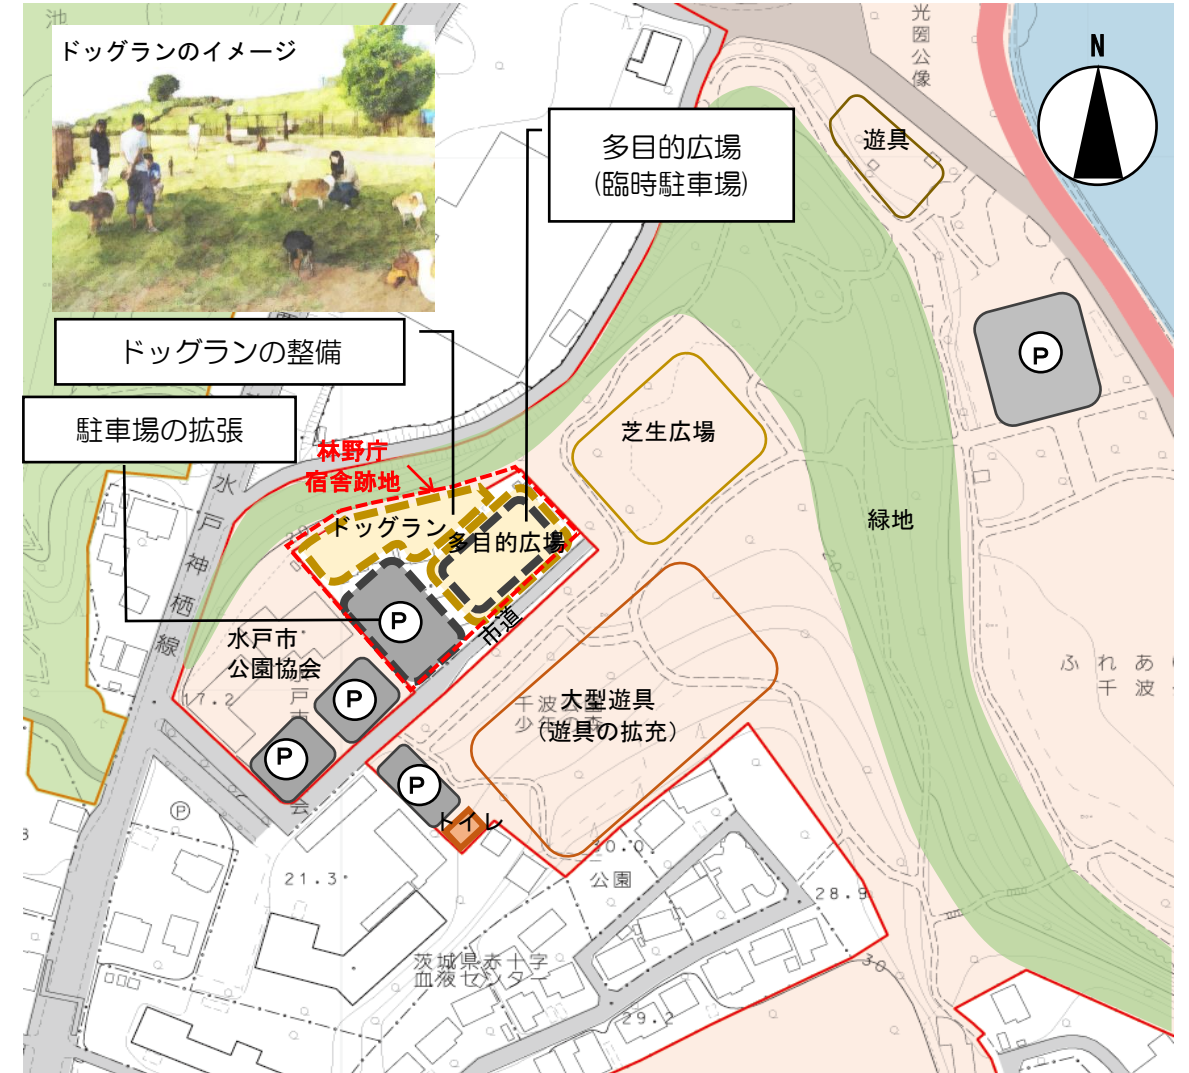 池
ドッグランのイメージ
光圀公像
N
遊具
多目的広場
(臨時駐車場)
P
ドッグランの整備
駐車場の拡張
芝生広場
林野庁
宿舎跡地
水戸神栖線
ドッグラン
多目的広場
緑地
P
市道
水戸市
公園協会
ふれあ
千波
17.2
P
千波公園
少年の森
大型遊具
(遊具の拡充)
P
P
会
P
トイレ
30.0
21.3
公園
28.9
茨城県赤十字
血液センター
30
29.2